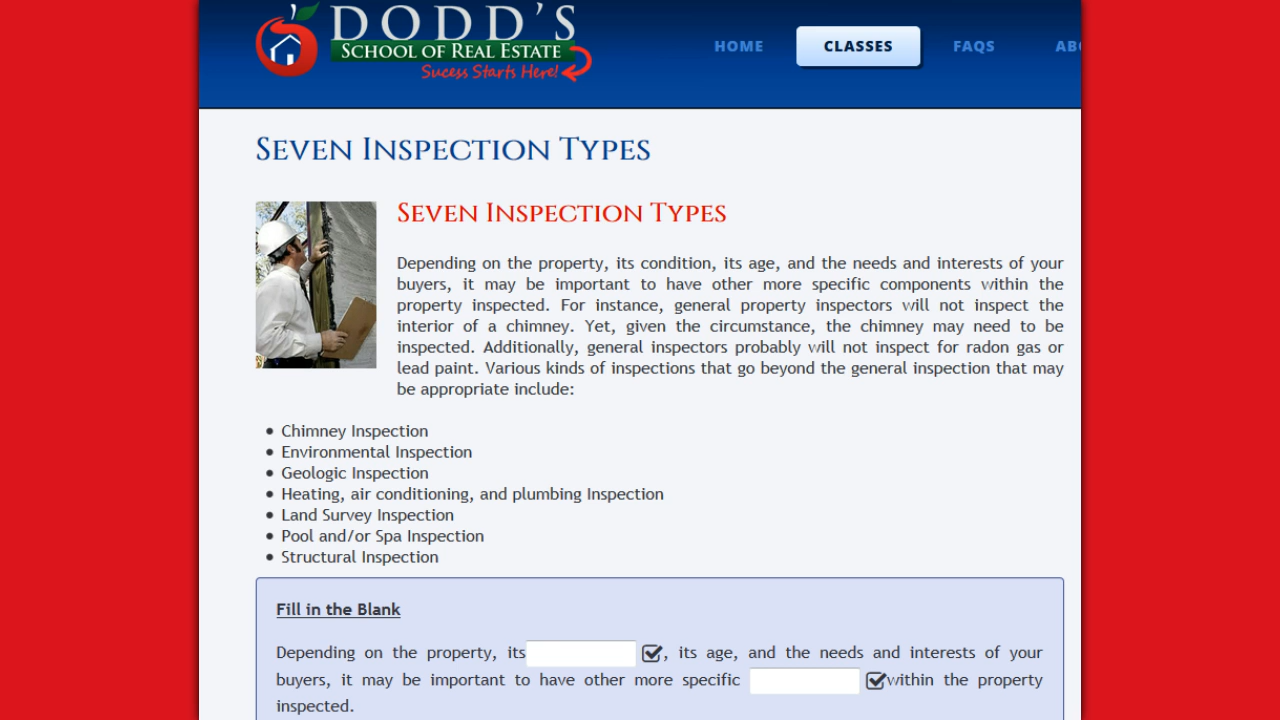 DODD'S
SCHOOL OF REAL ESTATE
Sucess Starts Here!
HOME
CLASSES
FAQS
Seven Inspection Types
Seven Inspection Types
Depending on the property, its condition, its age, and the needs and interests of your
buyers, it may be important to have other more specific components within the
property inspected. For instance, general property inspectors will not inspect the
interior of a chimney. Yet, given the circumstance, the chimney may need to be
inspected. Additionally, general inspectors probably will not inspect for radon gas or
lead paint. Various kinds of inspections that go beyond the general inspection that may
be appropriate include:
Chimney Inspection
Environmental Inspection
Geologic Inspection
Heating, air conditioning, and plumbing Inspection
Land Survey Inspection
Pool and/or Spa Inspection
Structural Inspection
Fill in the Blank
Depending on the property, its , its age, and the needs and interests of your
buyers, it may be important to have other more specific within the property
inspected.